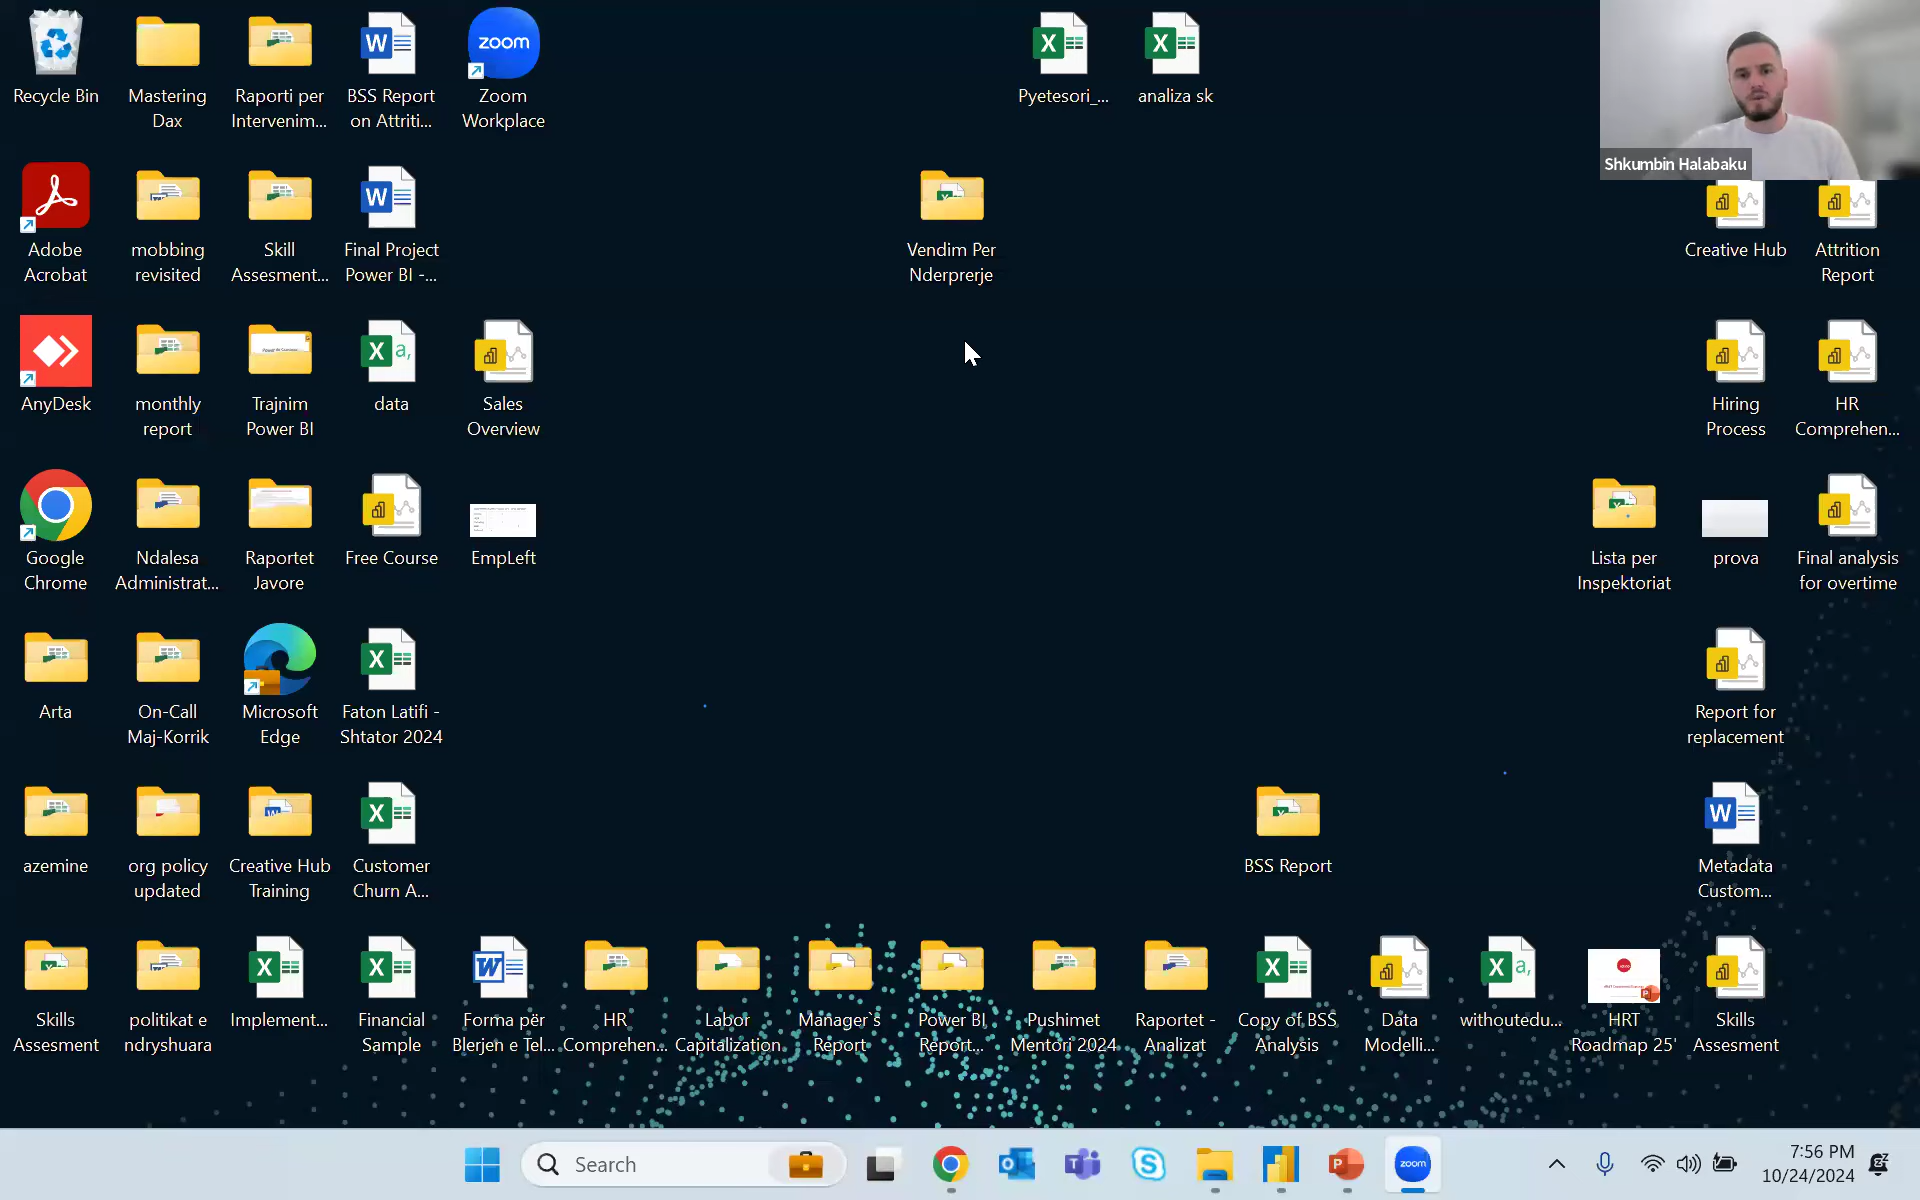 Recycle Bin
Mastering
Dax
Raporti per
Intervenim...
BSS Report
on Attriti...
zoom
Zoom
Workplace
Pyetesori_...
analiza sk
Shkumbin Halabaku
Adobe
Acrobat
mobbing
revisited
Skill
Assesment...
Final Project
Power BI -...
Vendim Per
Nderprerje
Creative Hub
Attrition
Report
AnyDesk
monthly
report
Trajnim
Power BI
data
Sales
Overview
Hiring
Process
HR
Comprehen...
Google
Chrome
Ndalesa
Administrat...
Raportet
Javore
Free Course
EmpLeft
Lista per
Inspektoriat
prova
Final analysis
for overtime
Arta
On-Call
Maj-Korrik
Microsoft
Edge
Faton Latifi -
Shtator 2024
Report for
replacement
azemine
org policy
updated
Creative Hub
Training
Customer
Churn A...
BSS Report
Metadata
Custom...
Skills
Assesment
politikat e
ndryshuara
Implement...
Financial
Sample
Forma për
Blerjen e Tel...
HR
Comprehen...
Labor
Capitalization
Manager`s
Report
Power BI
Report...
Pushimet
Mentori 2024
Raportet -
Analizat
Copy of BSS
Analysis
Data
Modelli...
withoutedu...
HRT
Roadmap 25'
Skills
Assesment
Search
zoom
7:56 PM
10/24/2024